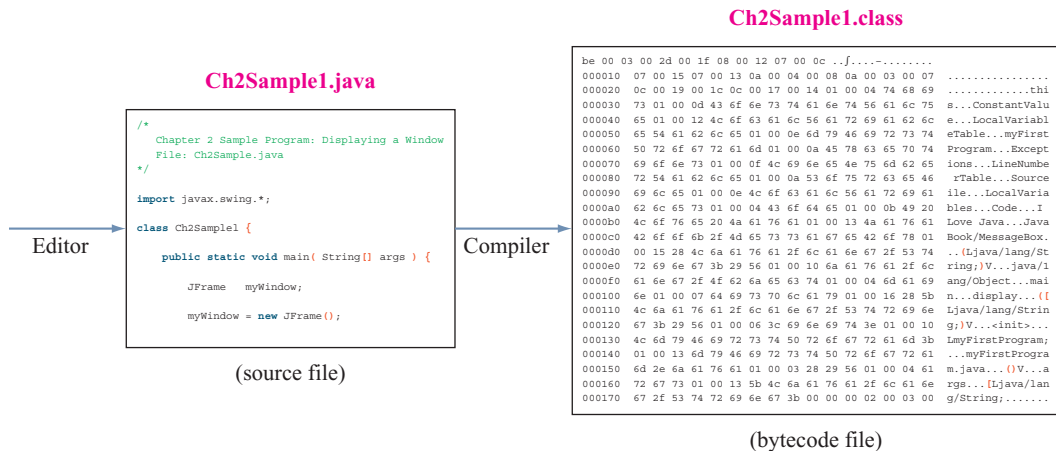 Ch2Sample1.class
Ch2Sample1.java
Editor
/*
Chapter 2 Sample Program: Displaying a Window
File: Ch2Sample.java
*/
import javax.swing.*;
class Ch2Samplel {
public static void main( String[] args ) {
JFrame myWindow;
myWindow = new JFrame();
(source file)
Compiler
be 00 03 00 2d 00 1f 08 00 12 07 00 0c ..∫....-........
000010 07 00 15 07 00 13 0a 00 04 00 08 0a 00 03 00 07 ................
000020 0c 00 19 00 1c 0c 00 17 00 14 01 00 04 74 68 69 .............thi
000030 73 01 00 0d 43 6f 6e 73 74 61 6e 74 56 61 6c 75 s...ConstantValu
000040 65 01 00 12 4c 6f 63 61 6c 56 61 72 69 61 62 6c e...LocalVariabl
000050 65 54 61 62 6c 65 01 00 0e 6d 79 46 69 72 73 74 eTable...myFirst
000060 50 72 6f 67 72 61 6d 01 00 0a 45 78 63 65 70 74 Program...Except
000070 69 6f 6e 73 01 00 0f 4c 69 6e 65 4e 75 6d 62 65 ions...LineNumbe
000080 72 54 61 62 6c 65 01 00 0a 53 6f 75 72 63 65 46 rTable...Source
000090 69 6c 65 01 00 0e 4c 6f 63 61 6c 56 61 72 69 61 ile...LocalVaria
0000a0 62 6c 65 73 01 00 04 43 6f 64 65 01 00 0b 49 20 bles...Code...I
0000b0 4c 6f 76 65 20 4a 61 76 61 01 00 13 4a 61 76 61 Love Java...Java
0000c0 42 6f 6f 6b 2f 4d 65 73 73 61 67 65 42 6f 78 01 Book/MessageBox.
0000d0 00 15 28 4c 6a 61 76 61 2f 6c 61 6e 67 2f 53 74 ..(Ljava/lang/St
0000e0 72 69 6e 67 3b 29 56 01 00 10 6a 61 76 61 2f 6c ring;)V...java/l
0000f0 61 6e 67 2f 4f 62 6a 65 63 74 01 00 04 6d 61 69 ang/Object...mai
000100 6e 01 00 07 64 69 73 70 6c 61 79 01 00 16 28 5b n...display...([
000110 4c 6a 61 76 61 2f 6c 61 6e 67 2f 53 74 72 69 6e Ljava/lang/Strin
000120 67 3b 29 56 01 00 06 3c 69 6e 69 74 3e 01 00 10 g;)V...<init>...
000130 4c 6d 79 46 69 72 73 74 50 72 6f 67 72 61 6d 3b LmyFirstProgram;
000140 01 00 13 6d 79 46 69 72 73 74 50 72 6f 67 72 61 ...myFirstProgra
000150 6d 2e 6a 61 76 61 01 00 03 28 29 56 01 00 04 61 m.java...()V...a
000160 72 67 73 01 00 13 5b 4c 6a 61 76 61 2f 6c 61 6e rgs...[Ljava/lan
000170 67 2f 53 74 72 69 6e 67 3b 00 00 00 02 00 03 00 g/String;.......
(bytecode file)